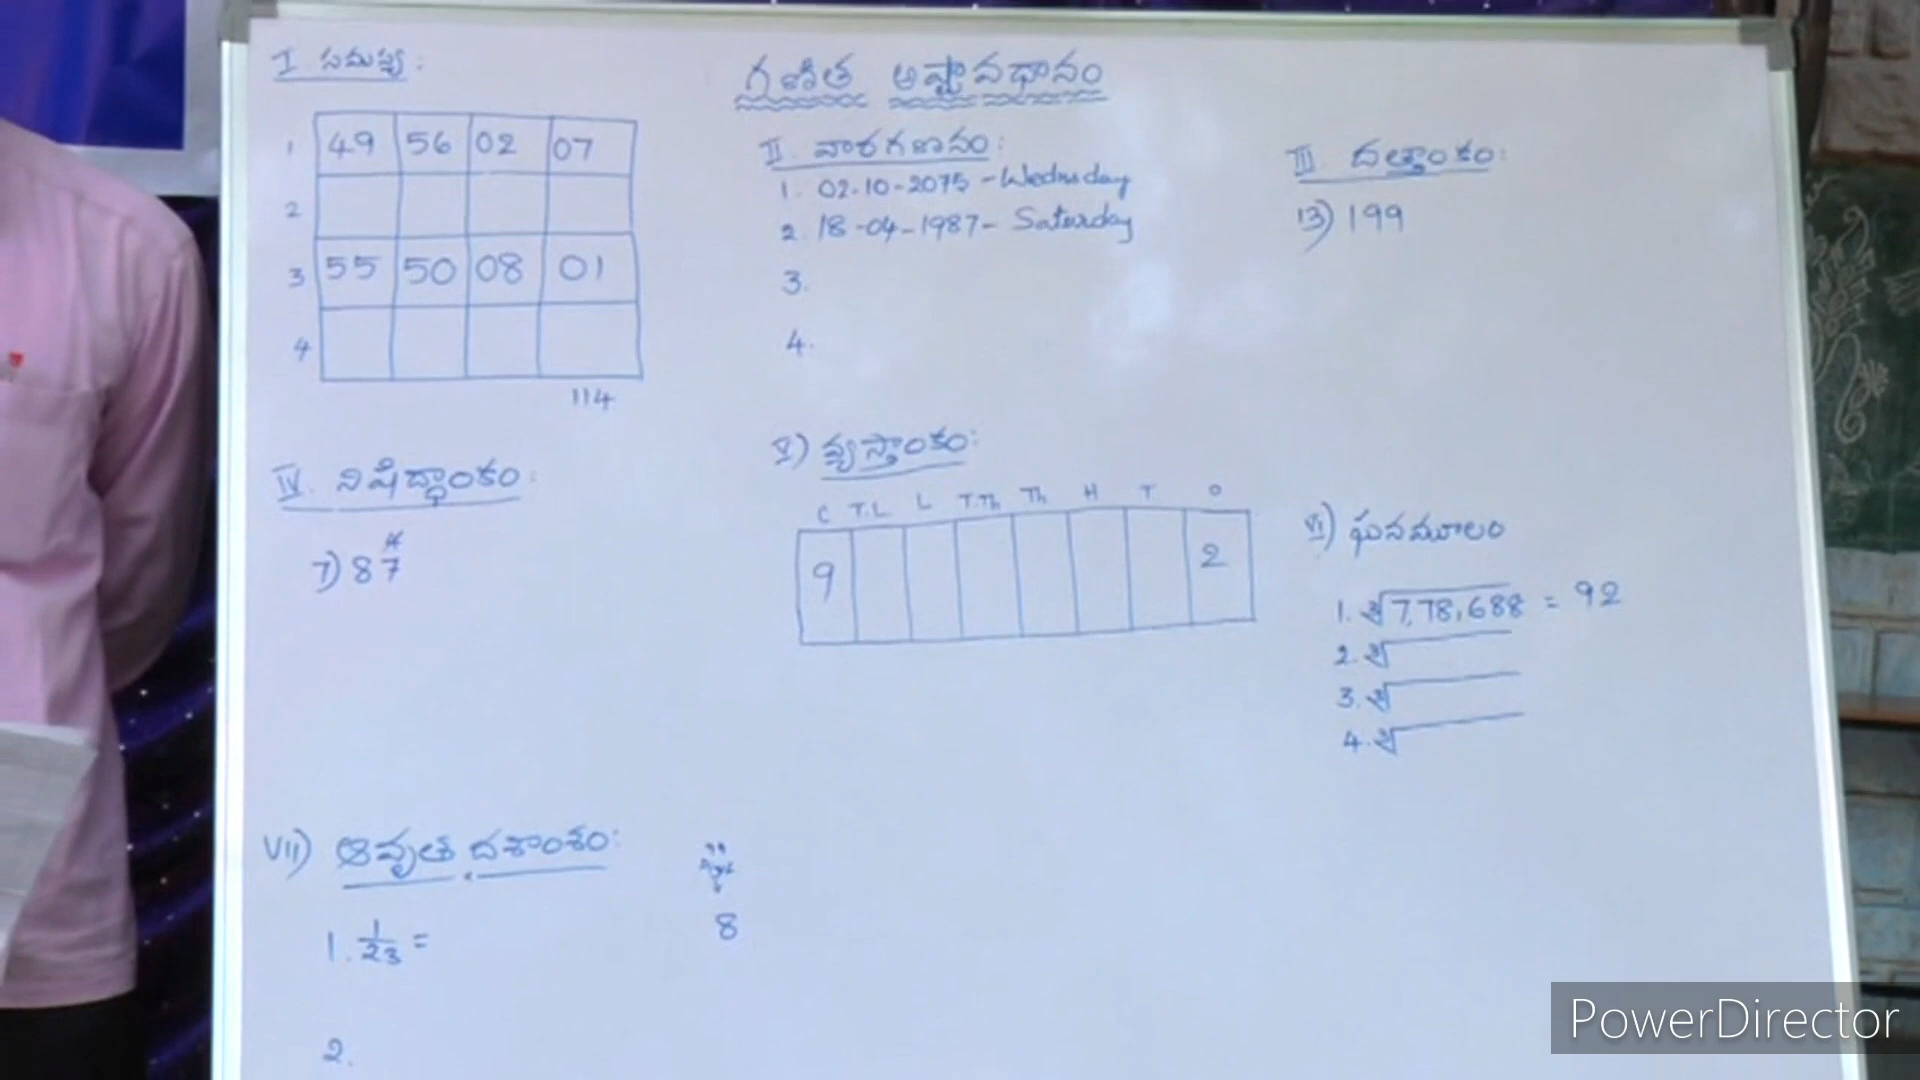 గణిత అష్టావధానం
I సమస్య:
1 49 56 02 07
2
3 55 50 08 01
4
114
II. వారగణనం:
1. 02-10-2075 - Wednesday
2. 18-04-1987- Saturday
3.
4.
III. దత్తాంకం:
13) 199
IV. నిషిద్ధాంకం:
7) 87
V) వ్యస్తాంకం:
C T.L L T.Th Th H T O
9 2
VI) ఘనమూలం
1. ∛7,78,688 = 92
2. ∛
3. ∛
4. ∛
VII) ఆవృత దశాంశం:
1. 1/23 =
8
2.
PowerDirector